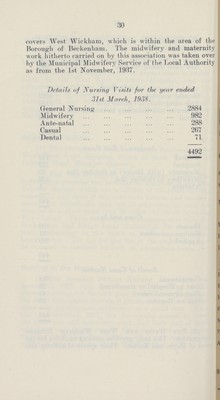 30
covers West Wickham, which is within the area of the
Borough of Beckenham. The midwifery and maternity
work hitherto carried on by this association was taken over
by the Municipal Midwifery Service of the Local Authority
as from the 1st November, 1937.
Details of Nursing Visits for the year ended
31st March, 1938.
General Nursing ... ... ... ... 2884
Midwifery ... ... ... ... ... 982
Ante-natal ... ... ... ... ... 288
Casual ... ... ... ... ... 267
Dental ... ... ... ... ... 71
4492